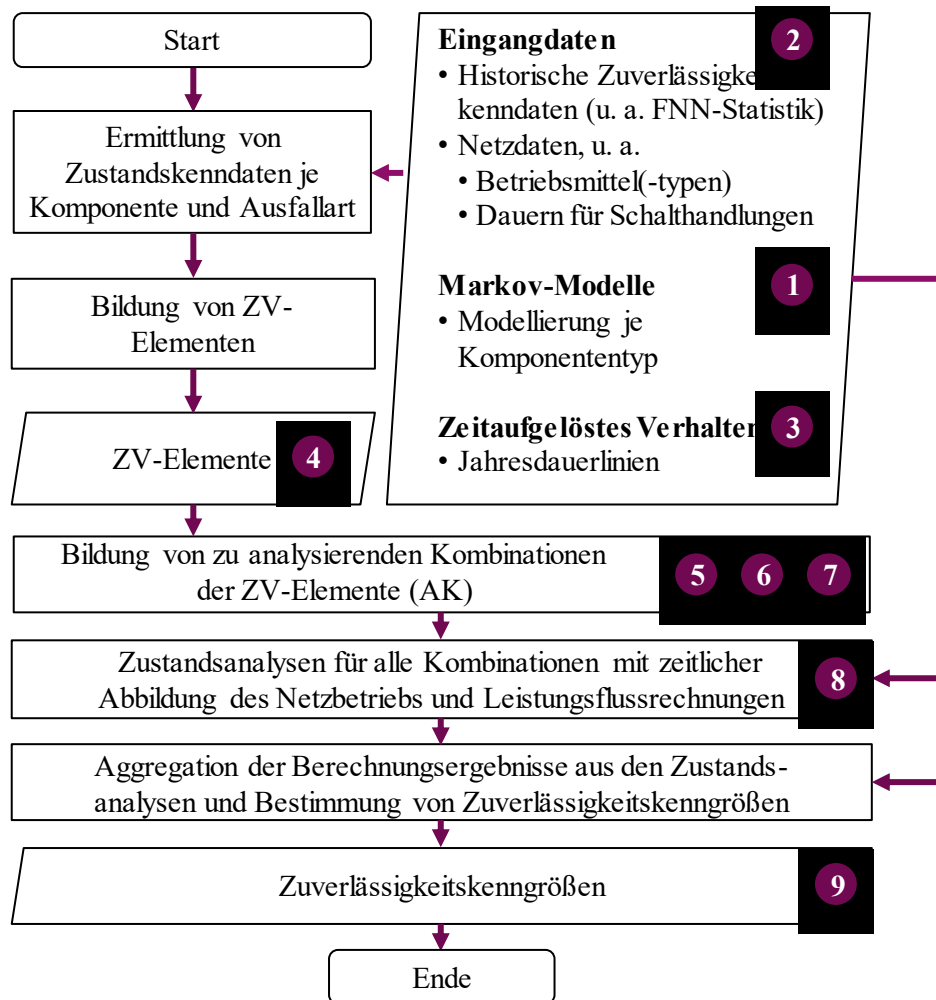 Start
Ermittlung von
Zustandskenndaten je
Komponente und Ausfallart
Bildung von ZV-
Elementen
ZV-Elemente
4
Eingangdaten
2
• Historische Zuverlässigke
kenndaten (u. a. FNN-Statistik)
• Netzdaten, u. a.
• Betriebsmittel(-typen)
• Dauern für Schalthandlungen
Markov-Modelle
1
• Modellierung je
Komponententyp
Zeitaufgelöstes Verhalten
3
• Jahresdauerlinien
Bildung von zu analysierenden Kombinationen
der ZV-Elemente (AK)
5 6 7
Zustandsanalysen für alle Kombinationen mit zeitlicher
Abbildung des Netzbetriebs und Leistungsflussrechnungen
8
Aggregation der Berechnungsergebnisse aus den Zustands-
analysen und Bestimmung von Zuverlässigkeitskenngrößen
Zuverlässigkeitskenngrößen
9
Ende